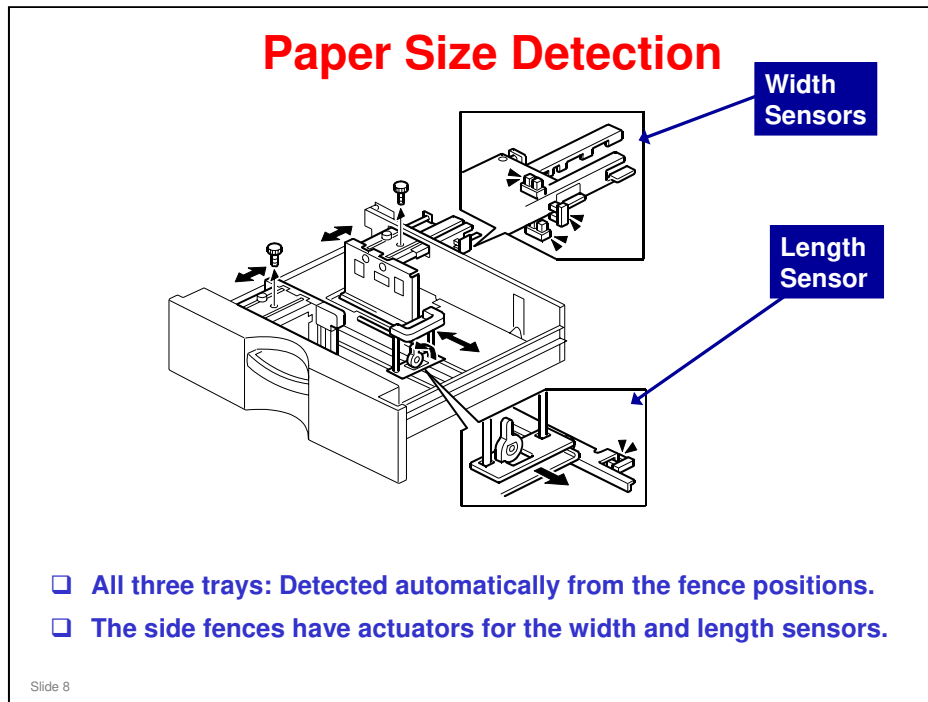 Paper Size Detection
Width
Sensors
Length
Sensor
❑ All three trays: Detected automatically from the fence positions.
❑ The side fences have actuators for the width and length sensors.
Slide 8